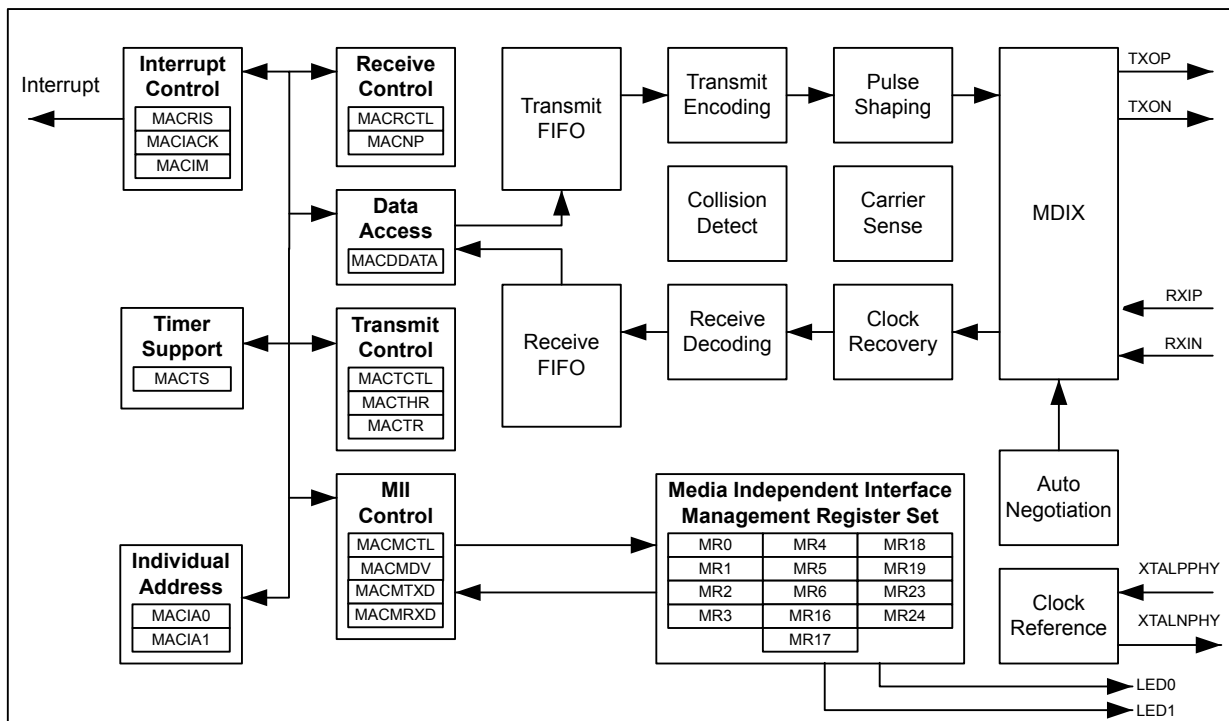 Interrupt
Interrupt
Control
MACRIS
MACIACK
MACIM
Receive
Control
MACRCTL
MACNP
Data
Access
MACDDATA
Timer
Support
MACTS
Transmit
Control
MACTCTL
MACTHR
MACTR
Individual
Address
MACIA0
MACIA1
MII
Control
MACMCTL
MACMDV
MACMTXD
MACMRXD
Transmit
FIFO
Transmit
Encoding
Pulse
Shaping
Collision
Detect
Carrier
Sense
MDIX
TXOP
TXON
RXIP
RXIN
Receive
FIFO
Receive
Decoding
Clock
Recovery
Auto
Negotiation
Media Independent Interface
Management Register Set
MR0 MR4 MR18
MR1 MR5 MR19
MR2 MR6 MR23
MR3 MR16 MR24
MR17
Clock
Reference
XTALPPHY
XTALNPHY
LED0
LED1